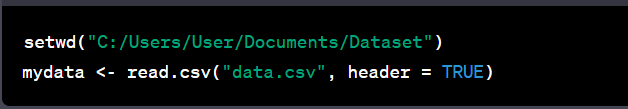 setwd("C:/Users/User/Documents/Dataset")
mydata <- read.csv("data.csv", header = TRUE)